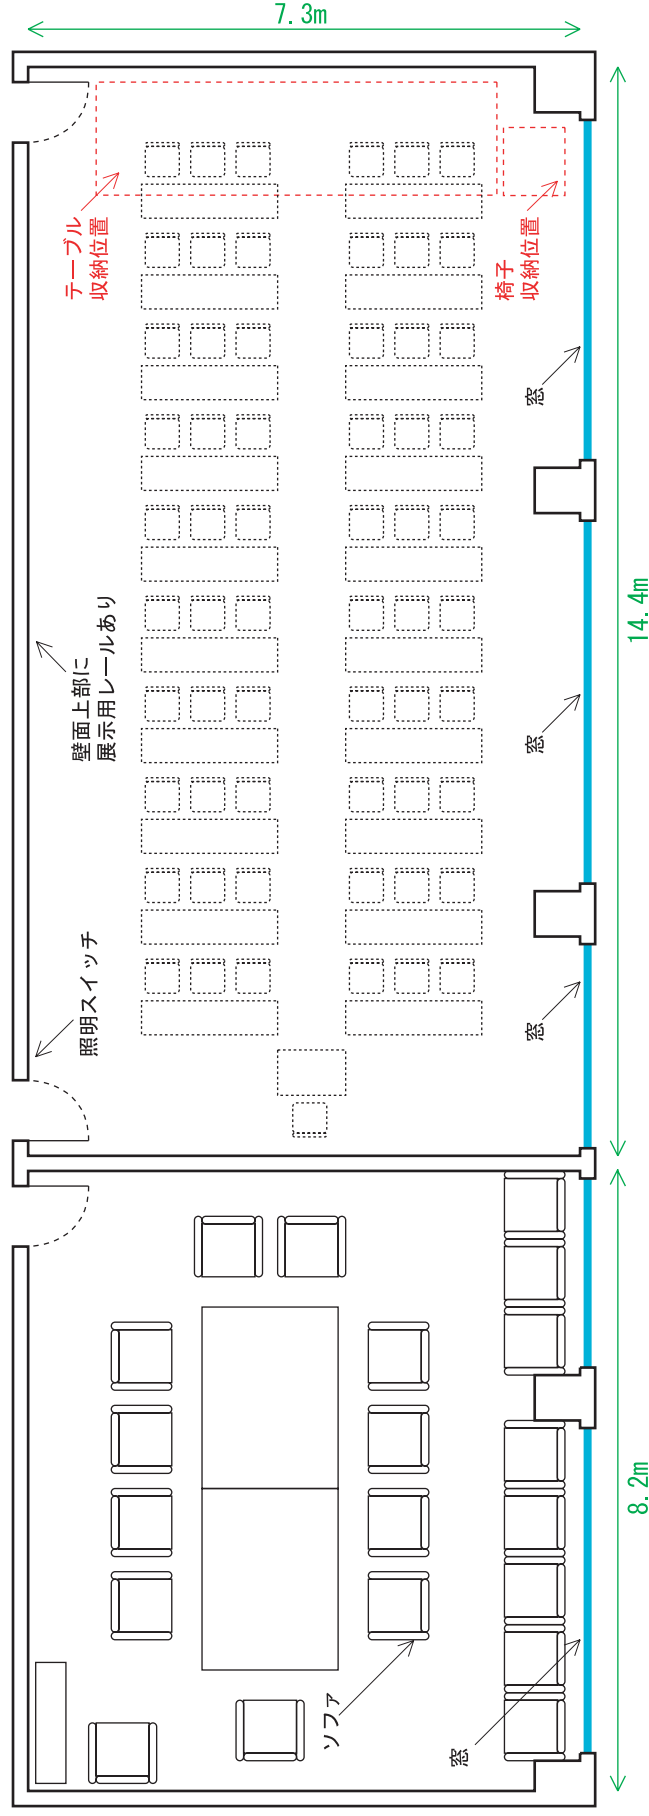 7.3m
テーブル
収納位置
椅子
収納位置
窓
壁面上部に
展示用レールあり
14.4m
窓
照明スイッチ
窓
8.2m
ソファ
窓